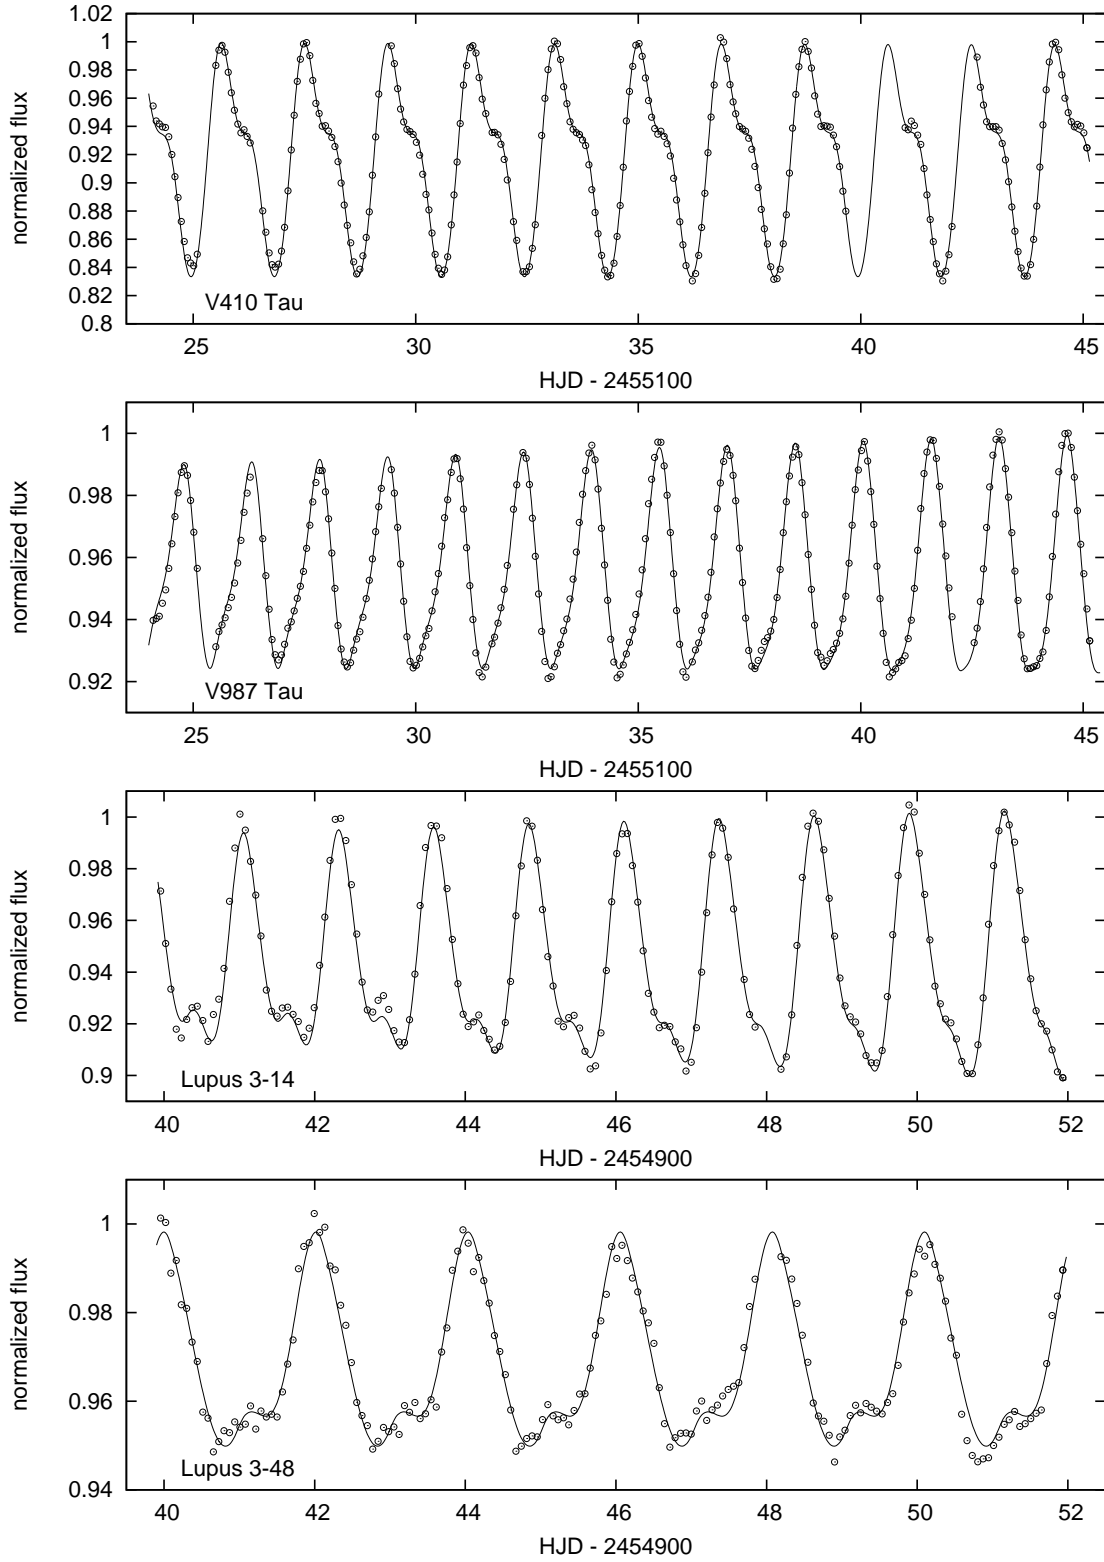 1.02
1
0.98
0.96
0.94
0.92
0.9
0.88
0.86
0.84
0.82
0.8
normalized flux
V410 Tau
25 30 35 40 45
HJD - 2455100
1
0.98
0.96
0.94
0.92
normalized flux
V987 Tau
25 30 35 40 45
HJD - 2455100
1
0.98
0.96
0.94
0.92
0.9
normalized flux
Lupus 3-14
40 42 44 46 48 50 52
HJD - 2454900
1
0.98
0.96
0.94
normalized flux
Lupus 3-48
40 42 44 46 48 50 52
HJD - 2454900